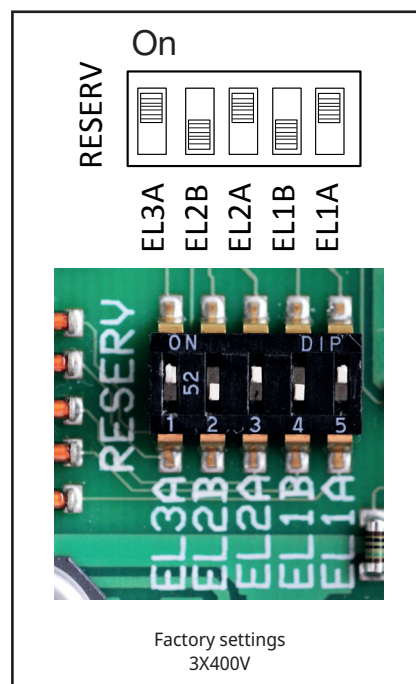 On
RESERV
EL3A
EL2B
EL2A
EL1B
EL1A
ON DIP
52
1 2 3 4 5
RESERV
EL3A
EL2B
EL2A
EL1B
EL1A
Factory settings
3X400V